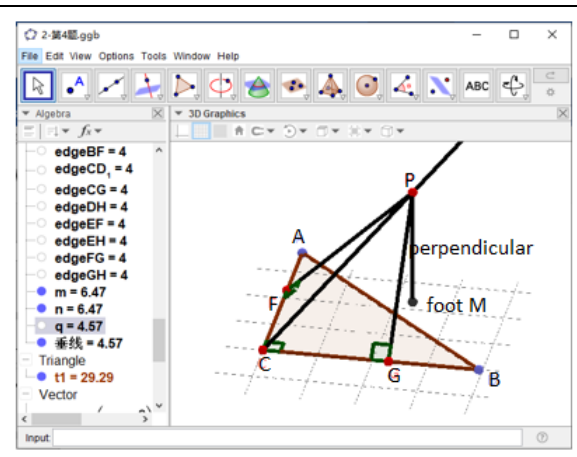 2-第4题.ggb
File Edit View Options Tools Window Help
ABC
Algebra
3D Graphics
edgeBF = 4
edgeCD₁ = 4
edgeCG = 4
edgeDH = 4
edgeEF = 4
edgeEH = 4
edgeFG = 4
edgeGH = 4
m = 6.47
n = 6.47
q = 4.57
垂线 = 4.57
Triangle
t1 = 29.29
Vector
P
A
perpendicular
F
foot M
C
G
B
Input: